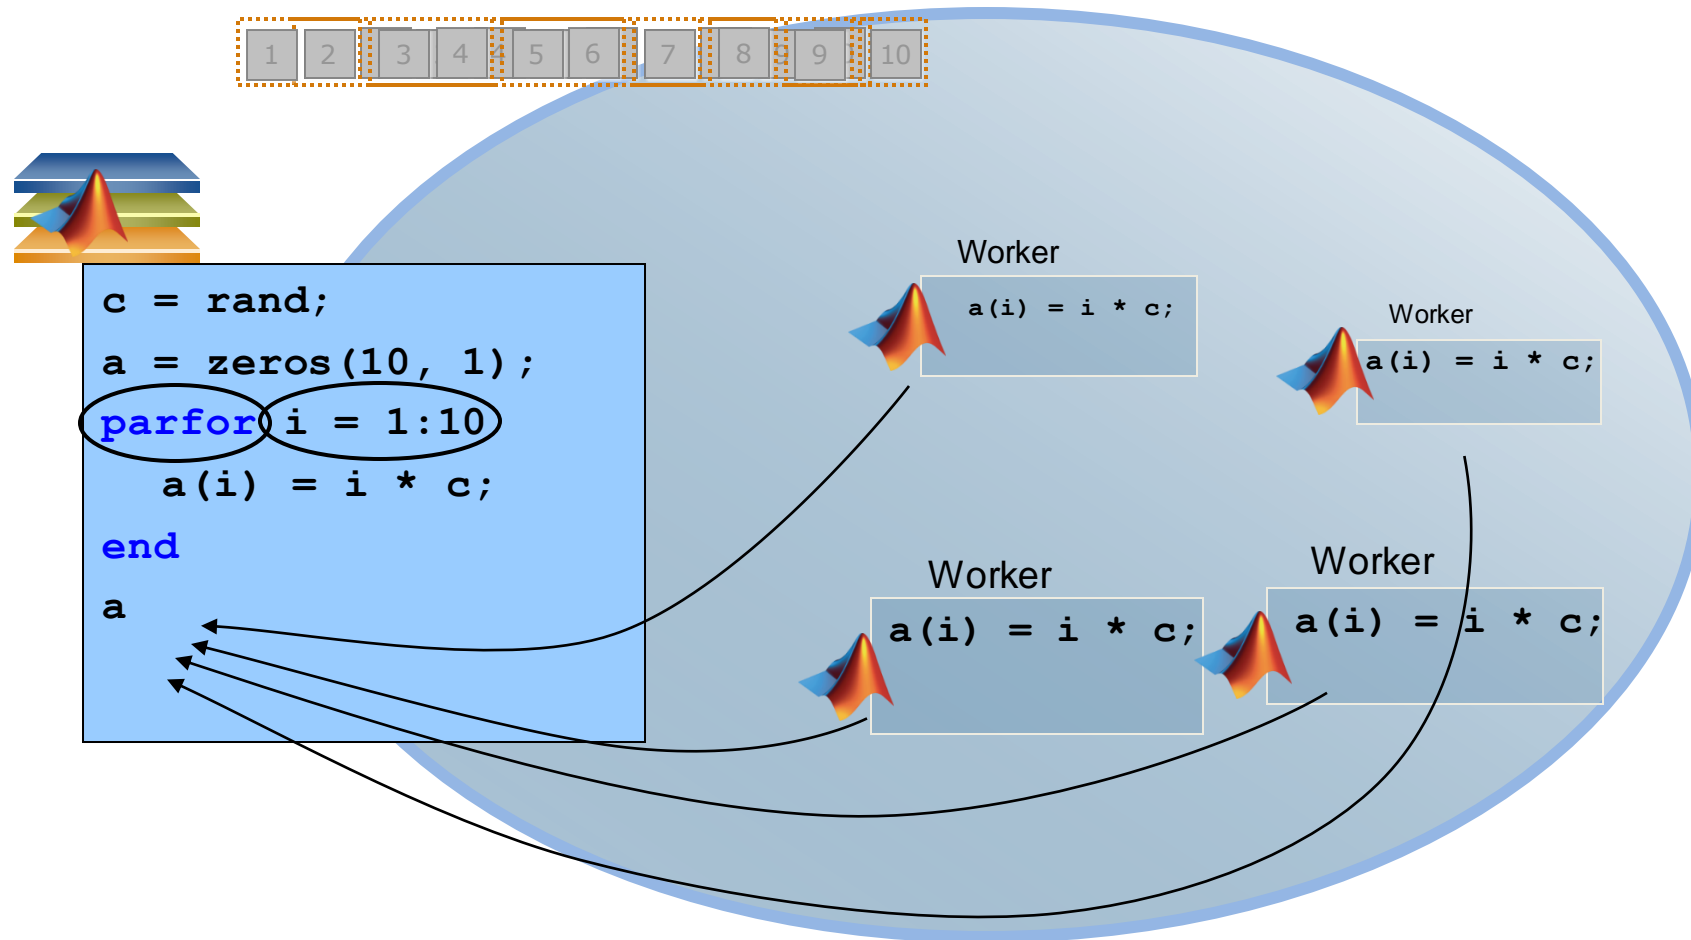 1 2 3 4 5 6 7 8 9 10
c = rand;
a = zeros(10, 1);
parfor i = 1:10
a(i) = i * c;
end
a
Worker
a(i) = i * c;
Worker
a(i) = i * c;
Worker
a(i) = i * c;
Worker
a(i) = i * c;